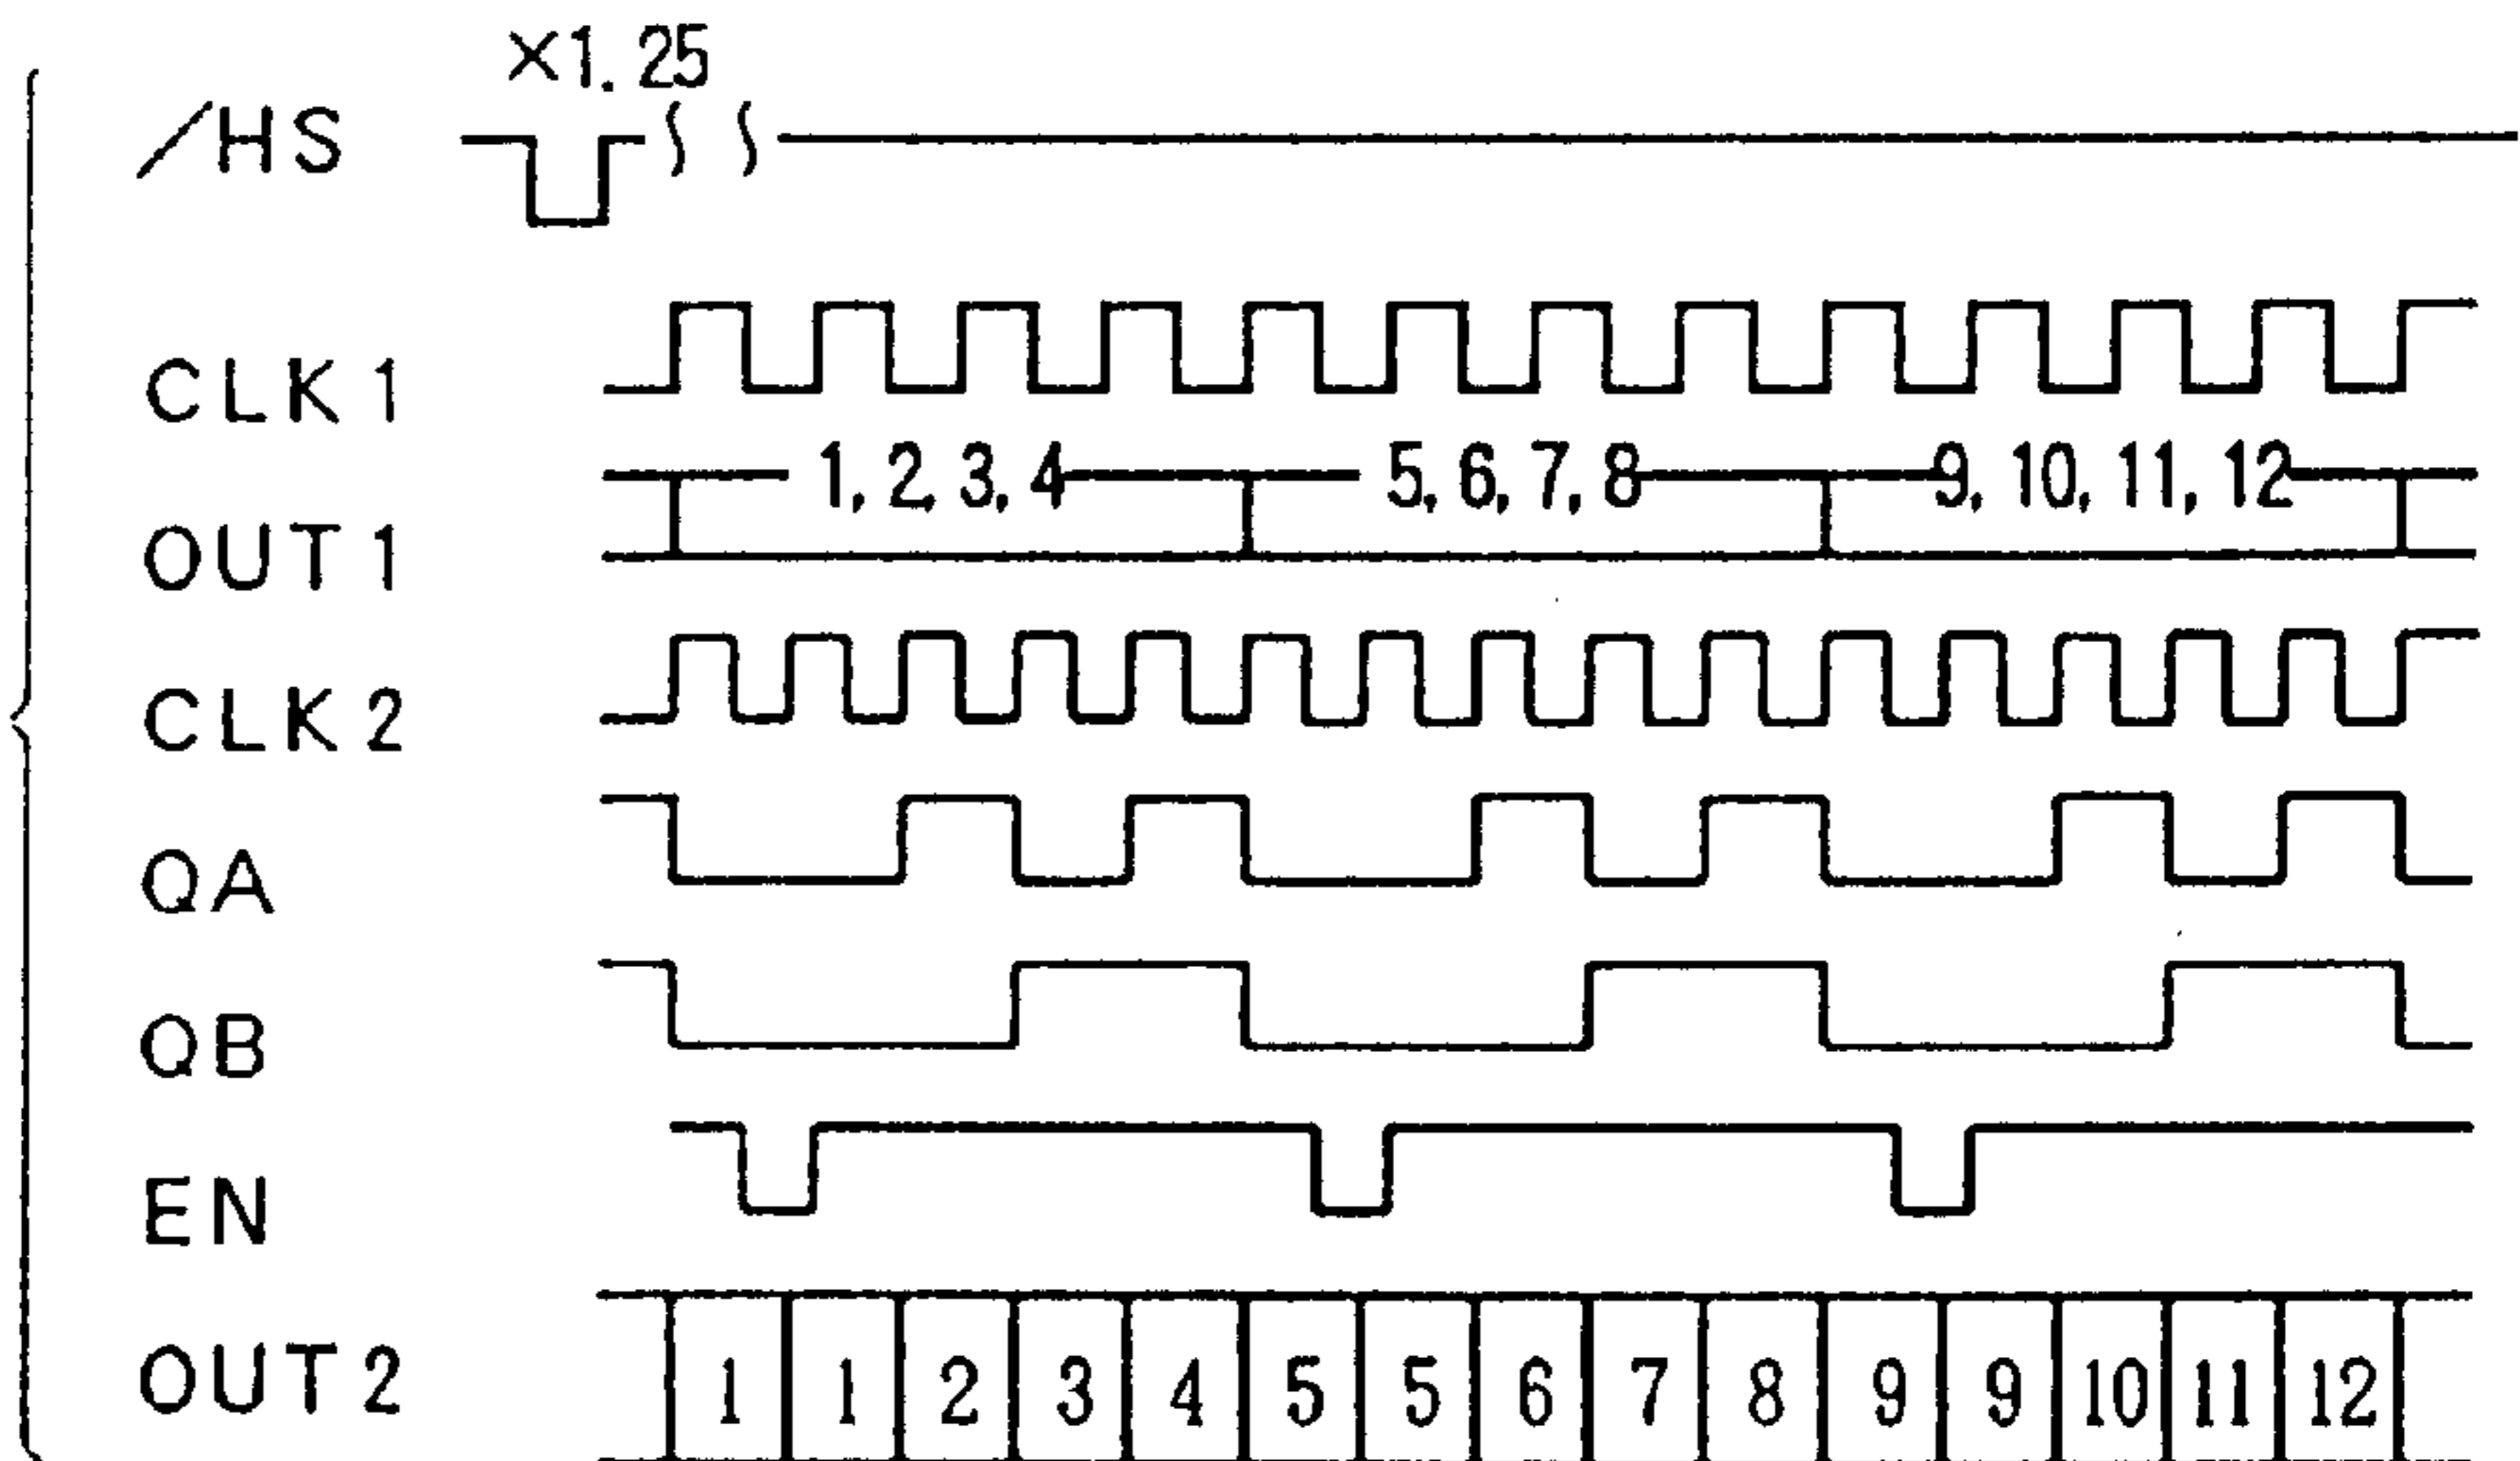 ×1.25
/HS
CLK1
1, 2, 3, 4 5, 6, 7, 8 9, 10, 11, 12
OUT1
CLK2
QA
QB
EN
OUT2 1 1 2 3 4 5 5 6 7 8 9 9 10 11 12